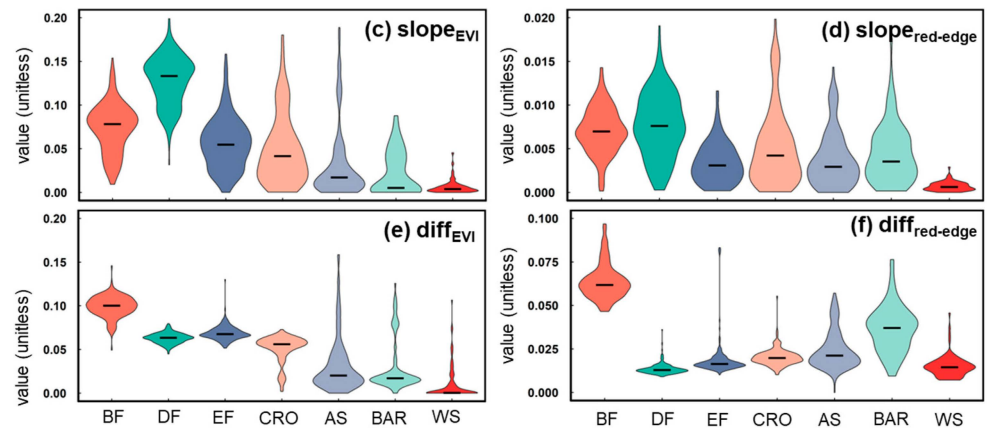 (c) slopeEVI
value (unitless)
0.20
0.15
0.10
0.05
0.00
(d) slopered-edge
value (unitless)
0.020
0.015
0.010
0.005
0.000
(e) diffEVI
value (unitless)
0.20
0.15
0.10
0.05
0.00
BF DF EF CRO AS BAR WS
(f) diffred-edge
value (unitless)
0.100
0.075
0.050
0.025
0.000
BF DF EF CRO AS BAR WS